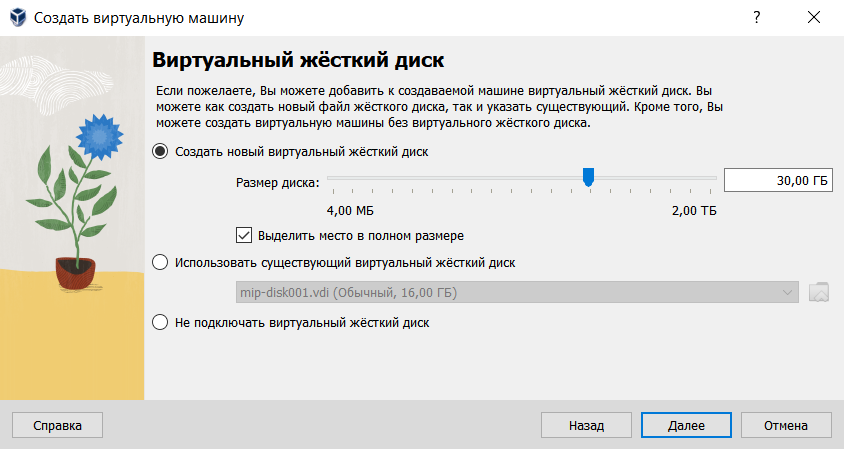 Создать виртуальную машину
Виртуальный жёсткий диск
Если пожелаете, Вы можете добавить к создаваемой машине виртуальный жёсткий диск. Вы
можете как создать новый файл жёсткого диска, так и указать существующий. Кроме того, Вы
можете создать виртуальную машины без виртуального жёсткого диска.
Создать новый виртуальный жёсткий диск
Размер диска:
30,00 ГБ
4,00 МБ
2,00 ТБ
Выделить место в полном размере
Использовать существующий виртуальный жёсткий диск
mip-disk001.vdi (Обычный, 16,00 ГБ)
Не подключать виртуальный жёсткий диск
Справка
Назад
Далее
Отмена